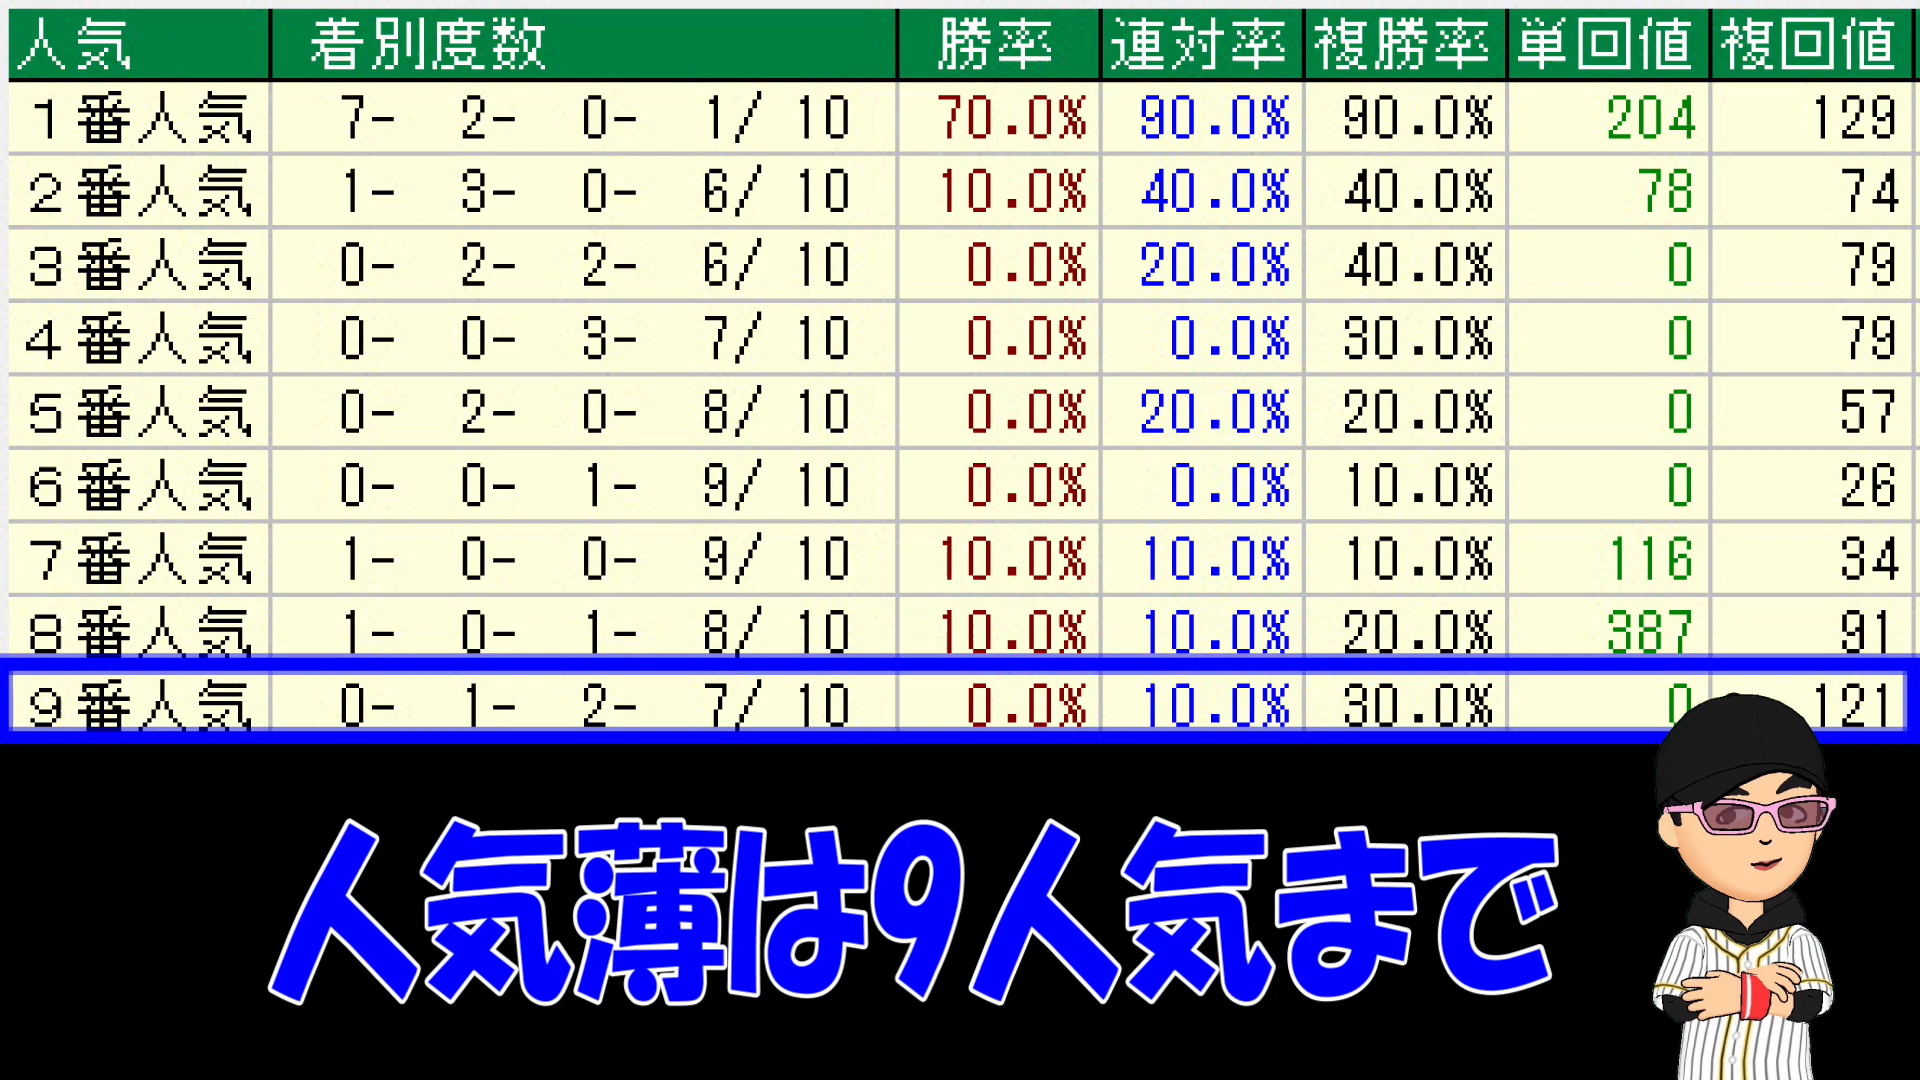 人気 着別度数 勝率 連対率 複勝率 単回値 複回値
1番人気 7- 2- 0- 1/ 10 70.0% 90.0% 90.0% 204 129
2番人気 1- 3- 0- 6/ 10 10.0% 40.0% 40.0% 78 74
3番人気 0- 2- 2- 6/ 10 0.0% 20.0% 40.0% 0 79
4番人気 0- 0- 3- 7/ 10 0.0% 0.0% 30.0% 0 79
5番人気 0- 2- 0- 8/ 10 0.0% 20.0% 20.0% 0 57
6番人気 0- 0- 1- 9/ 10 0.0% 0.0% 10.0% 0 26
7番人気 1- 0- 0- 9/ 10 10.0% 10.0% 10.0% 116 34
8番人気 1- 0- 1- 8/ 10 10.0% 10.0% 20.0% 387 91
9番人気 0- 1- 2- 7/ 10 0.0% 10.0% 30.0% 0 121
人気薄は9人気まで